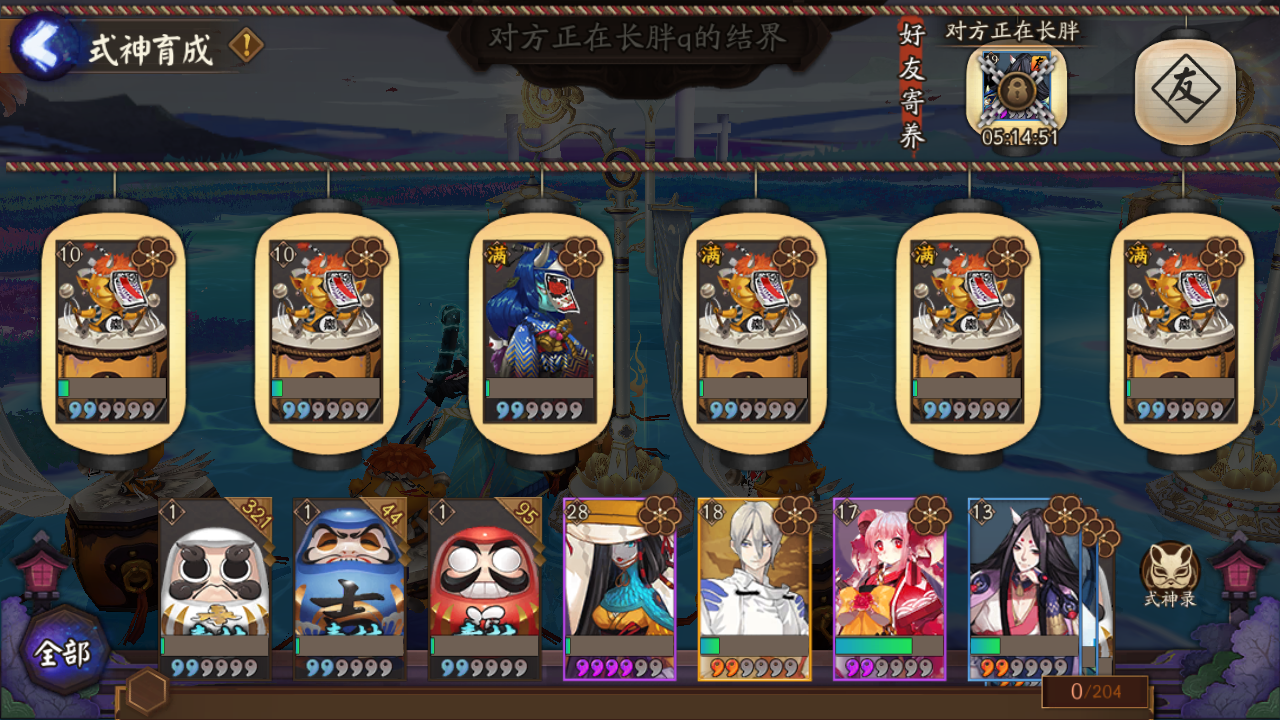 式神育成
对方正在长胖q的结界
好友寄养
对方正在长胖
05:14:51
友
10
10
满
满
满
满
1
321
1
44
吉
1
95
28
18
17
13
式神录
全部
0/204